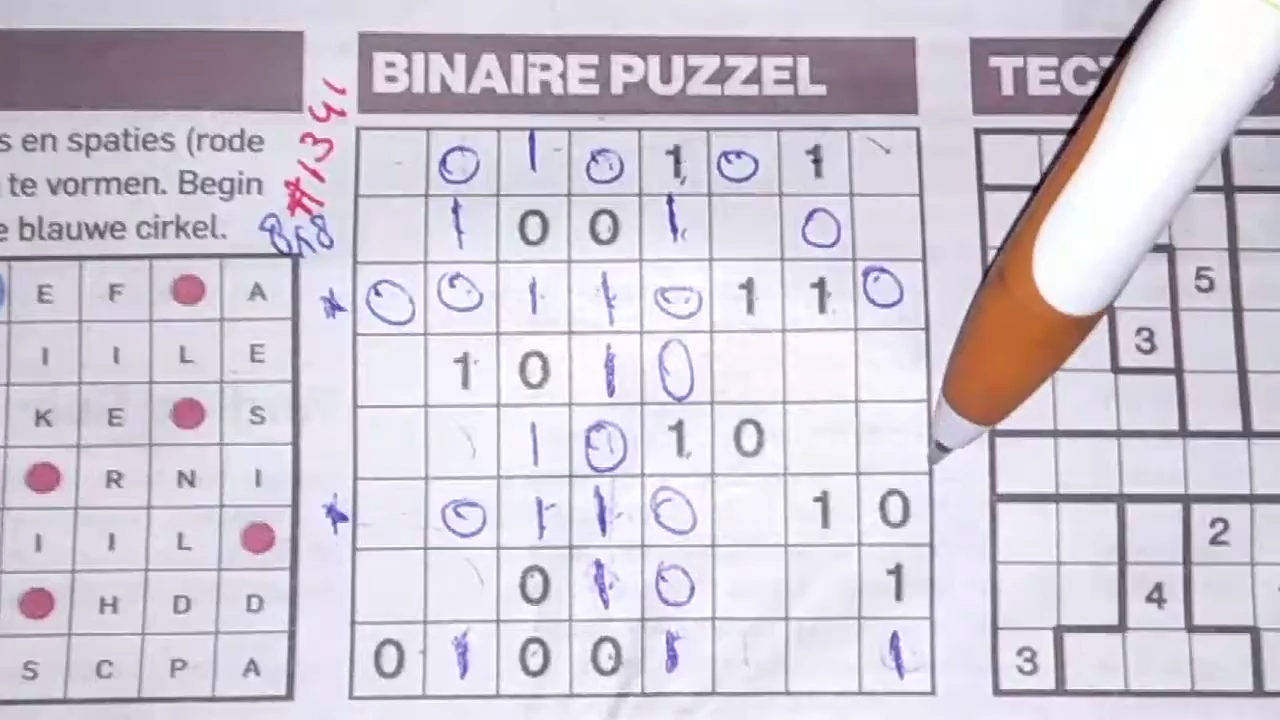 BINAIRE PUZZEL
TEC
s en spaties (rode
te vormen. Begin
e blauwe cirkel.
#1391
8x8
E F A
I I L E
K E S
R N I
I I L
H D D
S C P A
0 1 0 1 0 1
1 0 0 1 0
* 0 0 1 1 0 1 1 0
1 0 1 0
1 0 1 0
* 0 1 1 0 1 0
0 1 0 1
0 1 0 0 1 1
5
3
2
4
3